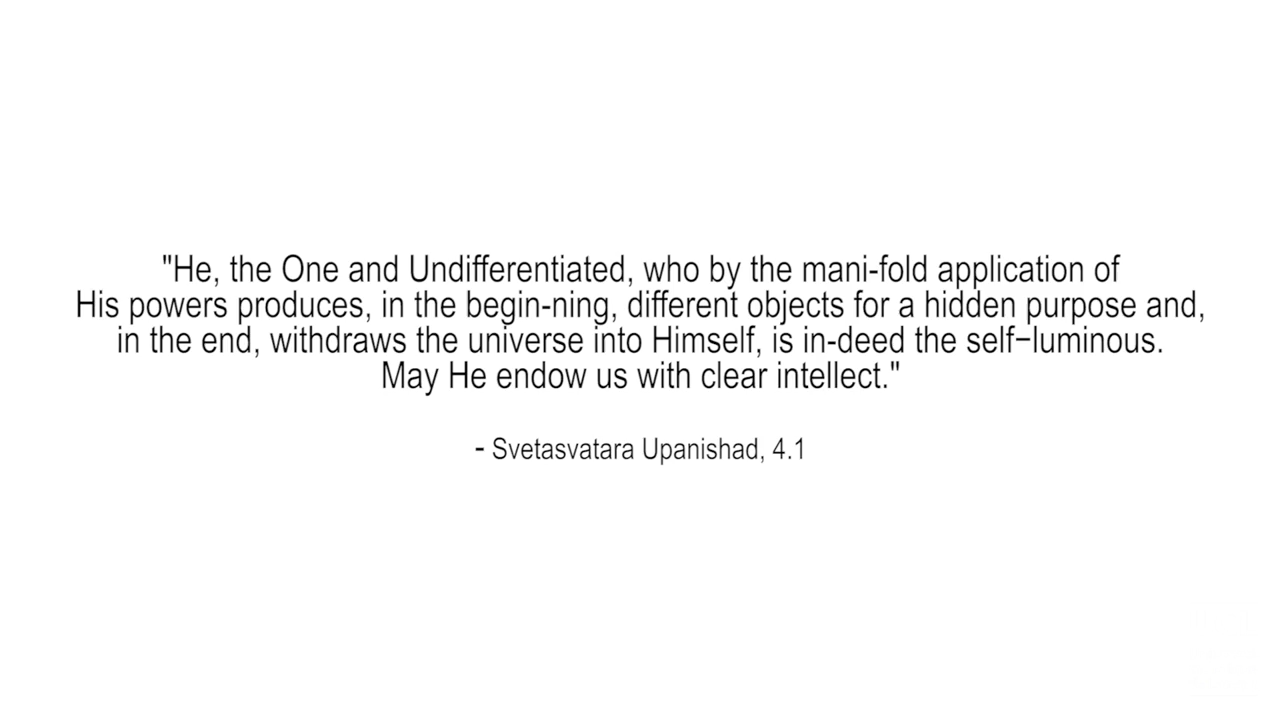 "He, the One and Undifferentiated, who by the mani-fold application of
His powers produces, in the begin-ning, different objects for a hidden purpose and,
in the end, withdraws the universe into Himself, is in-deed the self−luminous.
May He endow us with clear intellect."
- Svetasvatara Upanishad, 4.1